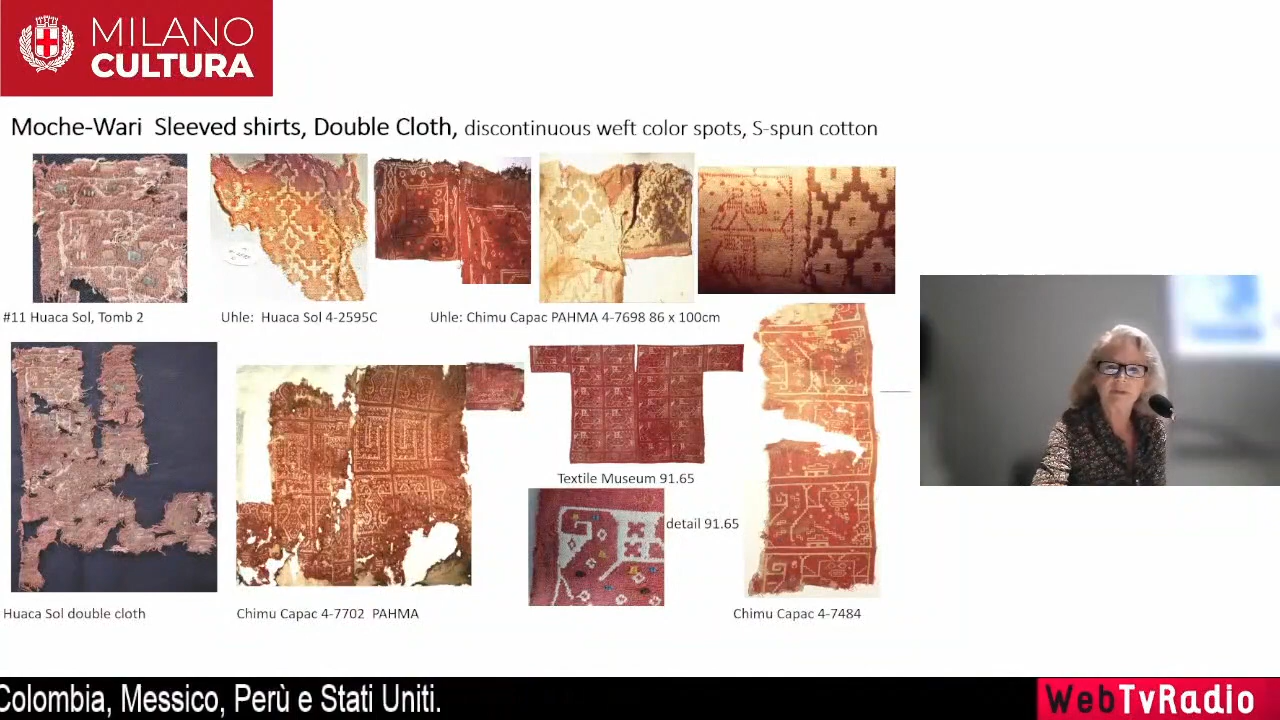 MILANO
CULTURA
Moche-Wari Sleeved shirts, Double Cloth, discontinuous weft color spots, S-spun cotton
#11 Huaca Sol, Tomb 2
Uhle: Huaca Sol 4-2595C
Uhle: Chimu Capac PAHMA 4-7698 86 x 100cm
Textile Museum 91.65
detail 91.65
Huaca Sol double cloth
Chimu Capac 4-7702 PAHMA
Chimu Capac 4-7484
Colombia, Messico, Perù e Stati Uniti.
WebTvRadio